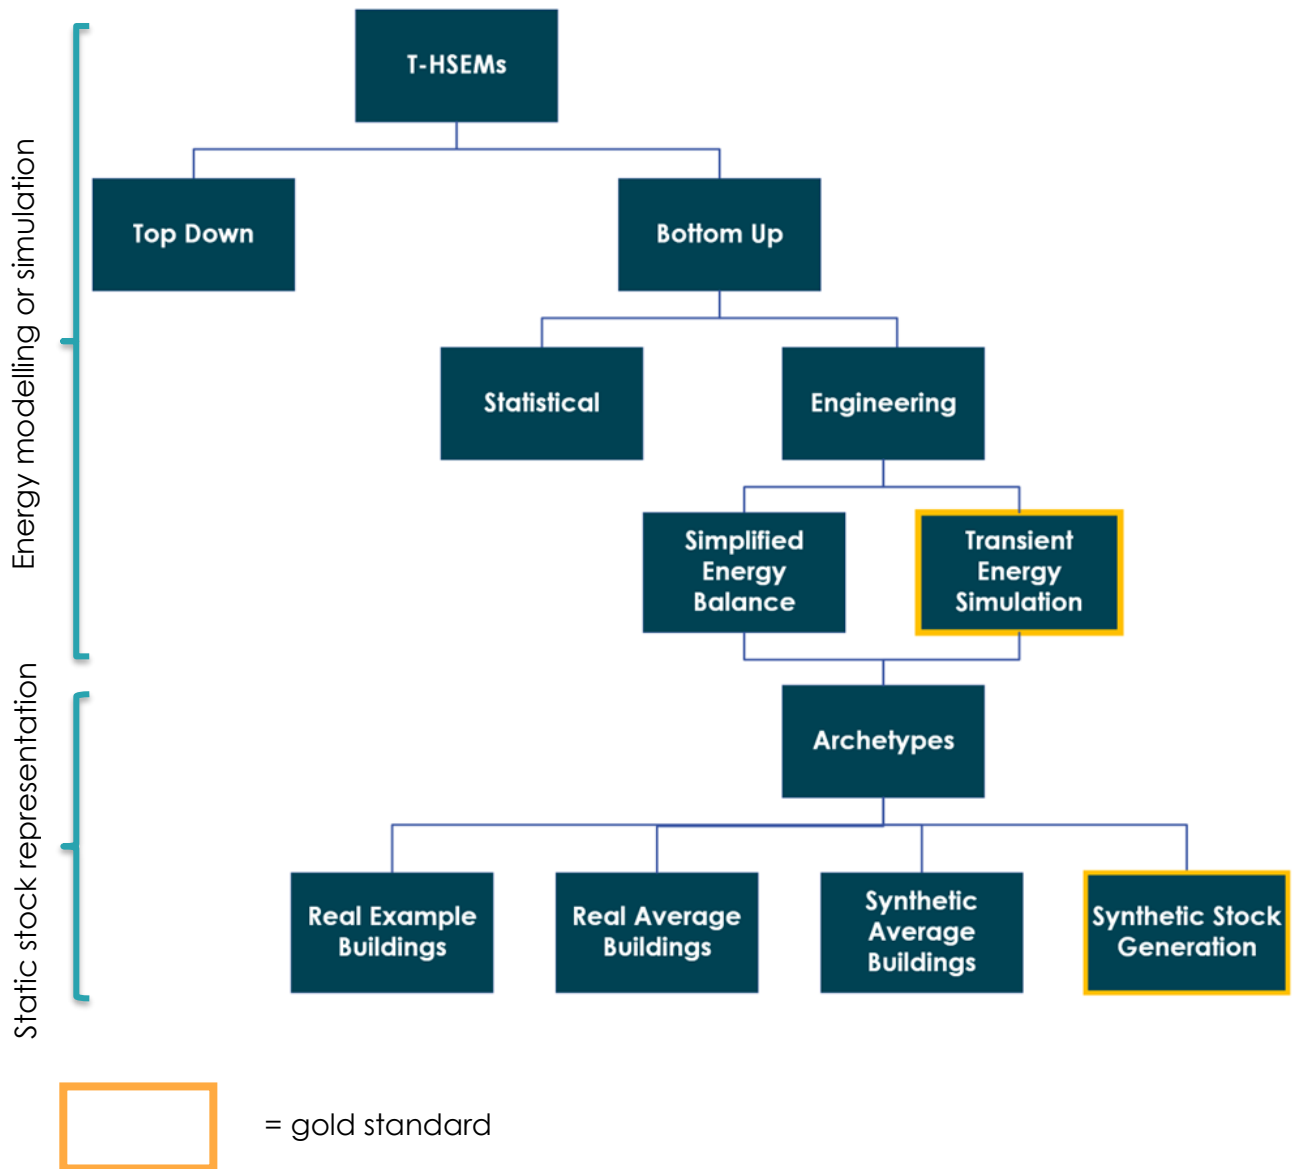 T-HSEMs
Top Down
Bottom Up
Statistical
Engineering
Simplified
Energy
Balance
Transient
Energy
Simulation
Archetypes
Real Example
Buildings
Real Average
Buildings
Synthetic
Average
Buildings
Synthetic Stock
Generation
Energy modelling or simulation
Static stock representation
= gold standard